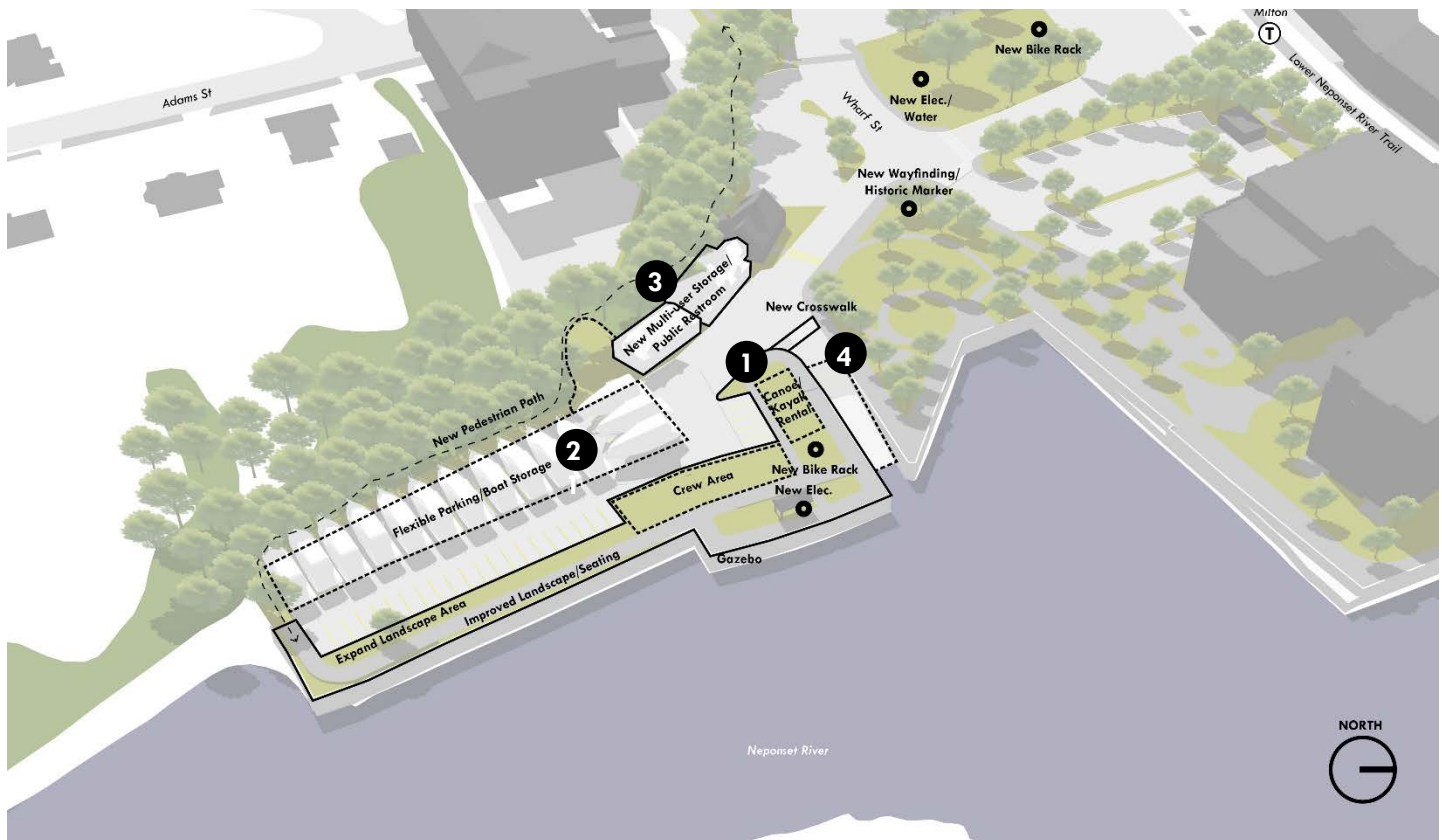 Milton
T
New Bike Rack
Lower Neponset River Trail
Adams St
New Elec./
Water
Wharf St
New Wayfinding/
Historic Marker
3
New Multi-user Storage/
Public Restroom
New Crosswalk
1
4
Canoe/
Kayak
Rental
New Pedestrian Path
2
Flexible Parking/Boat Storage
New Bike Rack
Crew Area
New Elec.
Gazebo
Improved Landscape/Seating
Expand Landscape Area
Neponset River
NORTH